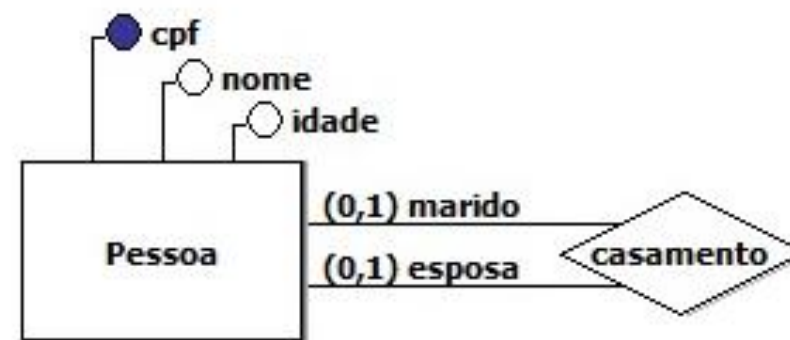 cpf
nome
idade
Pessoa
(0,1) marido
(0,1) esposa
casamento